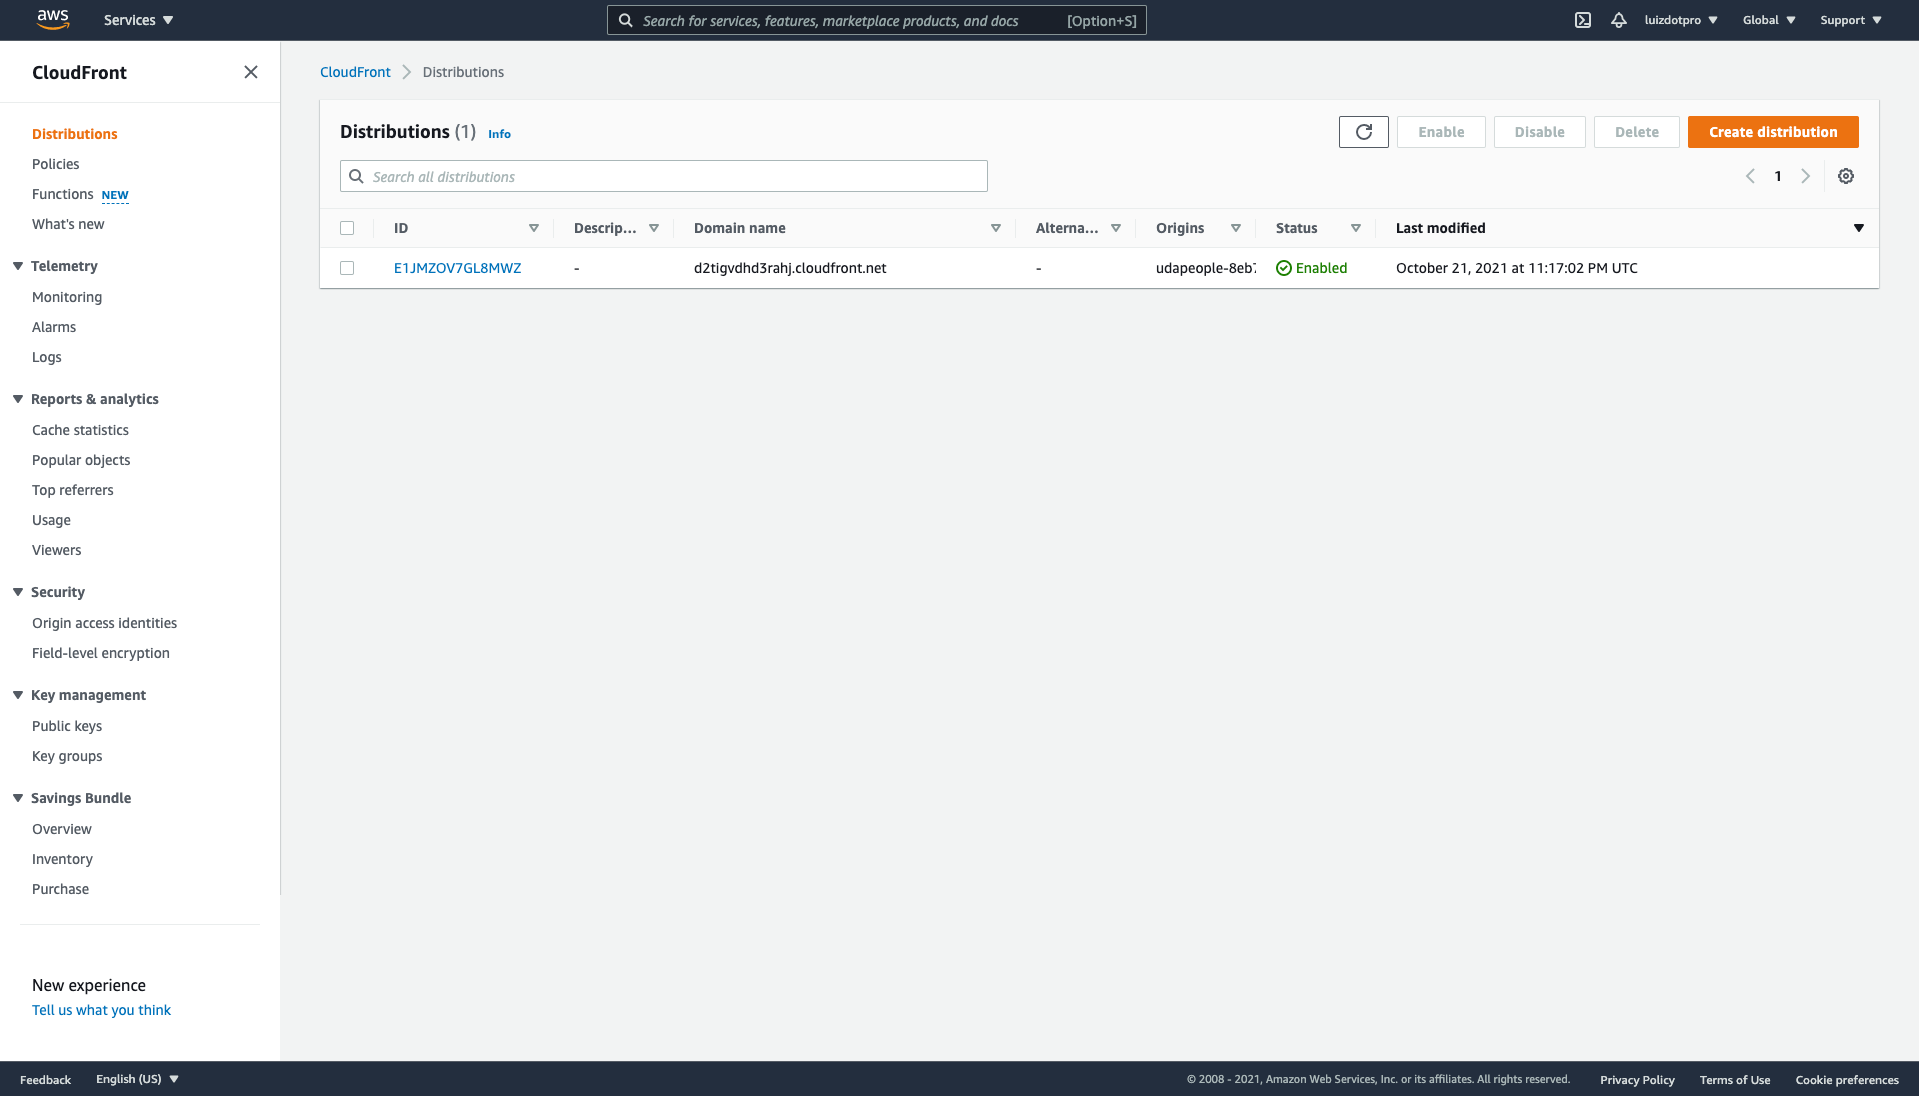 aws
Services
Search for services, features, marketplace products, and docs [Option+S]
luizdotpro
Global
Support
CloudFront
Distributions
Policies
Functions NEW
What's new
Telemetry
Monitoring
Alarms
Logs
Reports & analytics
Cache statistics
Popular objects
Top referrers
Usage
Viewers
Security
Origin access identities
Field-level encryption
Key management
Public keys
Key groups
Savings Bundle
Overview
Inventory
Purchase
New experience
Tell us what you think
CloudFront Distributions
Distributions (1) Info
Enable Disable Delete Create distribution
Search all distributions
1
ID Descrip... Domain name Alterna... Origins Status Last modified
E1JMZOV7GL8MWZ - d2tigvdhd3rahj.cloudfront.net - udapeople-8eb7 Enabled October 21, 2021 at 11:17:02 PM UTC
Feedback English (US) © 2008 - 2021, Amazon Web Services, Inc. or its affiliates. All rights reserved. Privacy Policy Terms of Use Cookie preferences